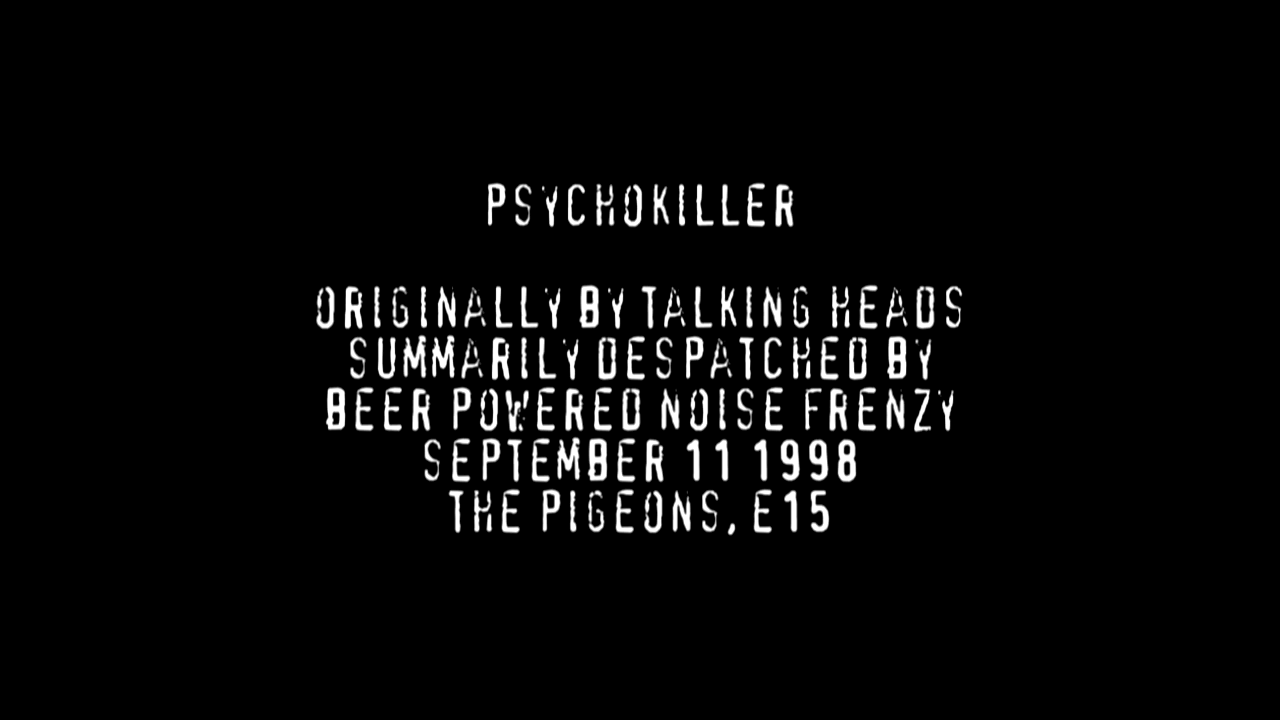 PSYCHOKILLER
ORIGINALLY BY TALKING HEADS
SUMMARILY DESPATCHED BY
BEER POWERED NOISE FRENZY
SEPTEMBER 11 1998
THE PIGEONS, E15